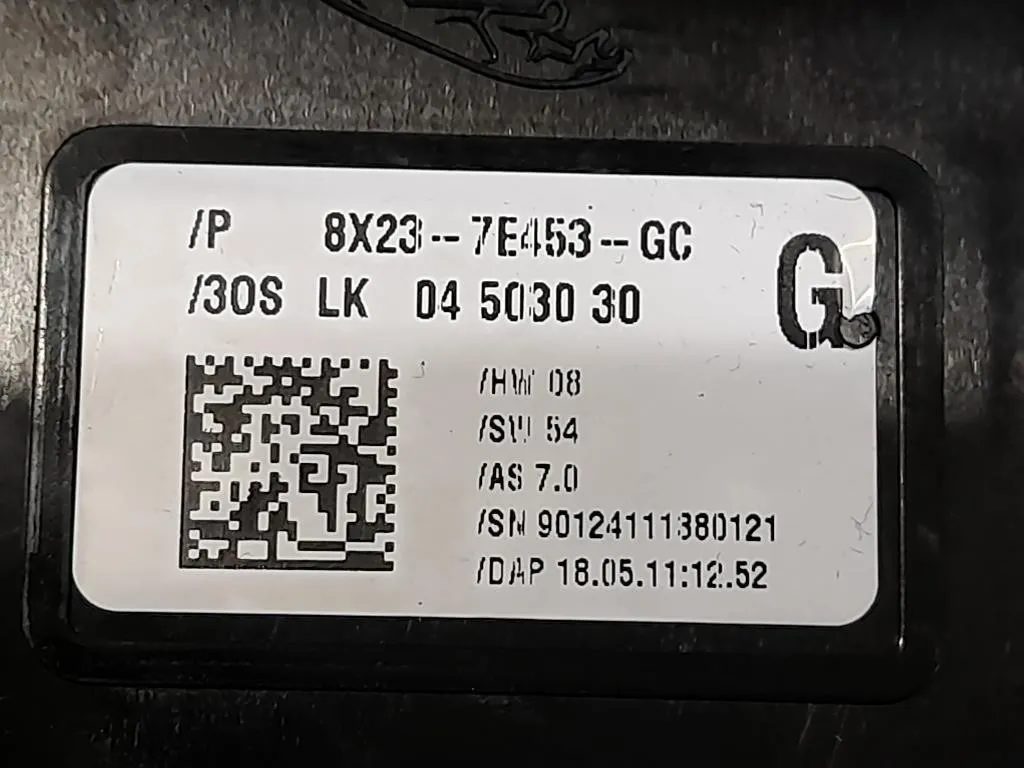 /P 8X23--7E453--GC
/3OS LK 04 5030 30
G
/HW 08
/SW 54
/AS 7.0
/SN 90124111380121
/DAP 18.05.11:12.52